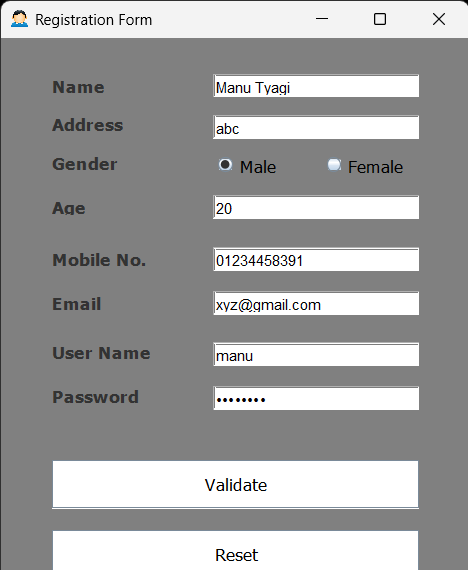 Registration Form
Name Manu Tyagi
Address abc
Gender Male Female
Age 20
Mobile No. 01234458391
Email xyz@gmail.com
User Name manu
Password ••••••••
Validate
Reset